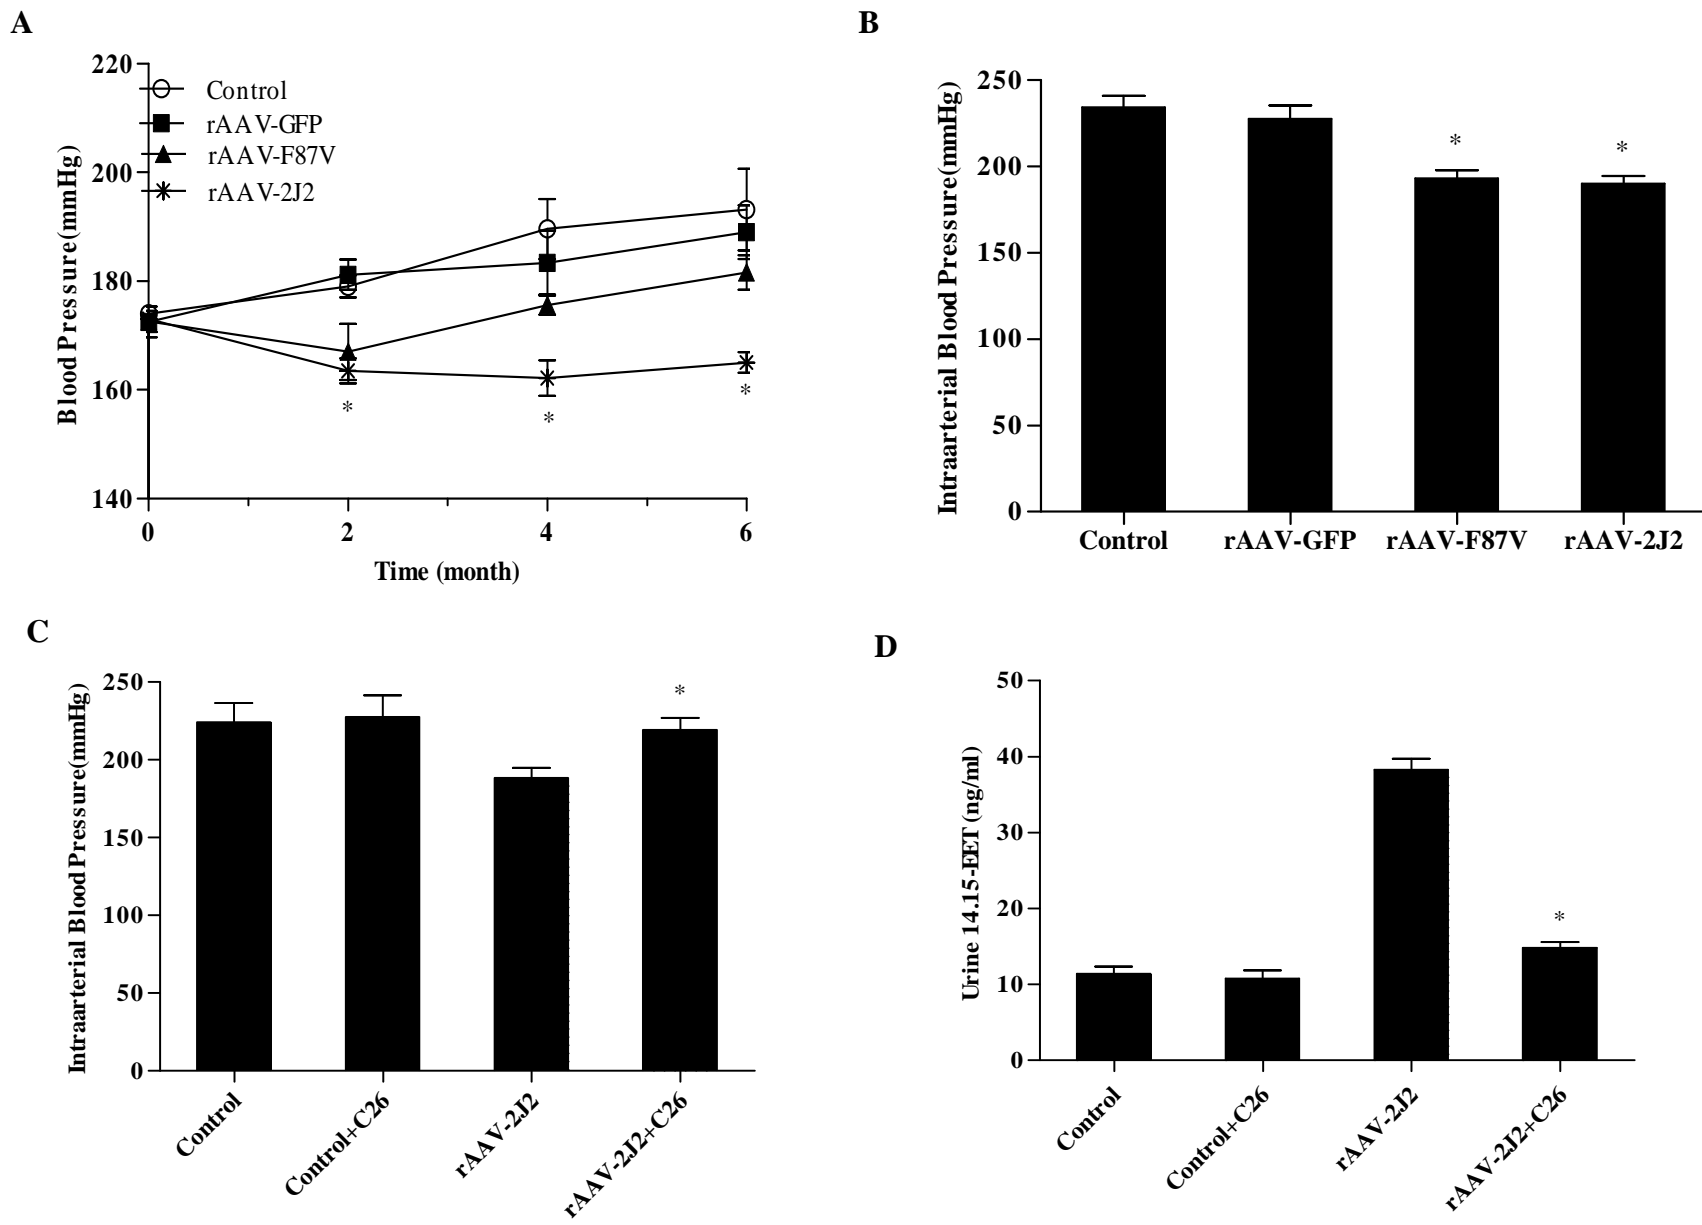 A
220
200
180
160
140
Blood Pressure(mmHg)
Control
rAAV-GFP
rAAV-F87V
rAAV-2J2
*
*
*
0 2 4 6
Time (month)
B
250
200
150
100
50
0
Intraarterial Blood Pressure(mmHg)
*
*
Control rAAV-GFP rAAV-F87V rAAV-2J2
C
250
200
150
100
50
0
Intraarterial Blood Pressure(mmHg)
*
Control
Control+C26
rAAV-2J2
rAAV-2J2+C26
D
50
40
30
20
10
0
Urine 14.15-EET (ng/ml)
*
Control
Control+C26
rAAV-2J2
rAAV-2J2+C26